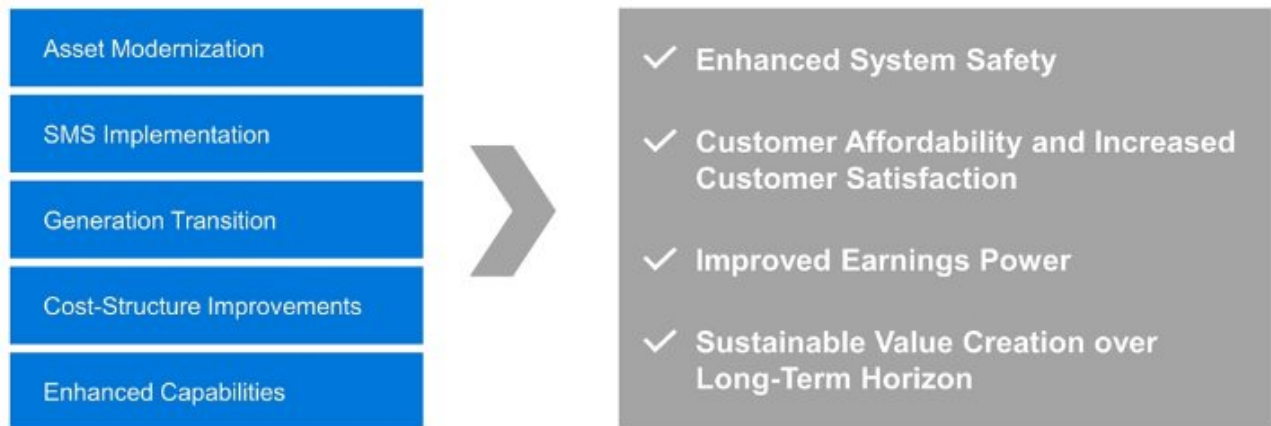 Asset Modernization
SMS Implementation
Generation Transition
Cost-Structure Improvements
Enhanced Capabilities
Enhanced System Safety
Customer Affordability and Increased
Customer Satisfaction
Improved Earnings Power
Sustainable Value Creation over
Long-Term Horizon